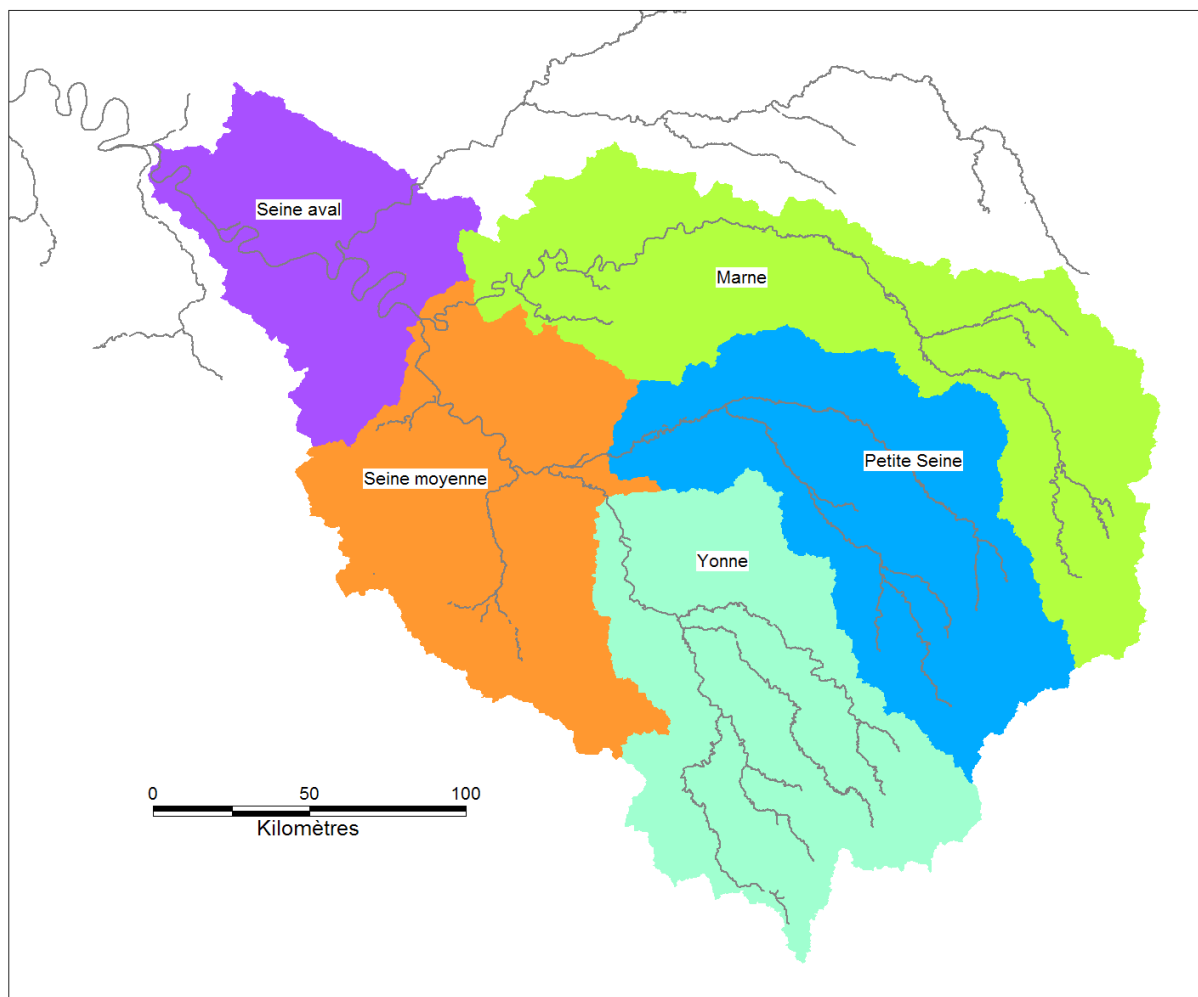 Seine aval
Marne
Petite Seine
Seine moyenne
Yonne
0 50 100
Kilomètres